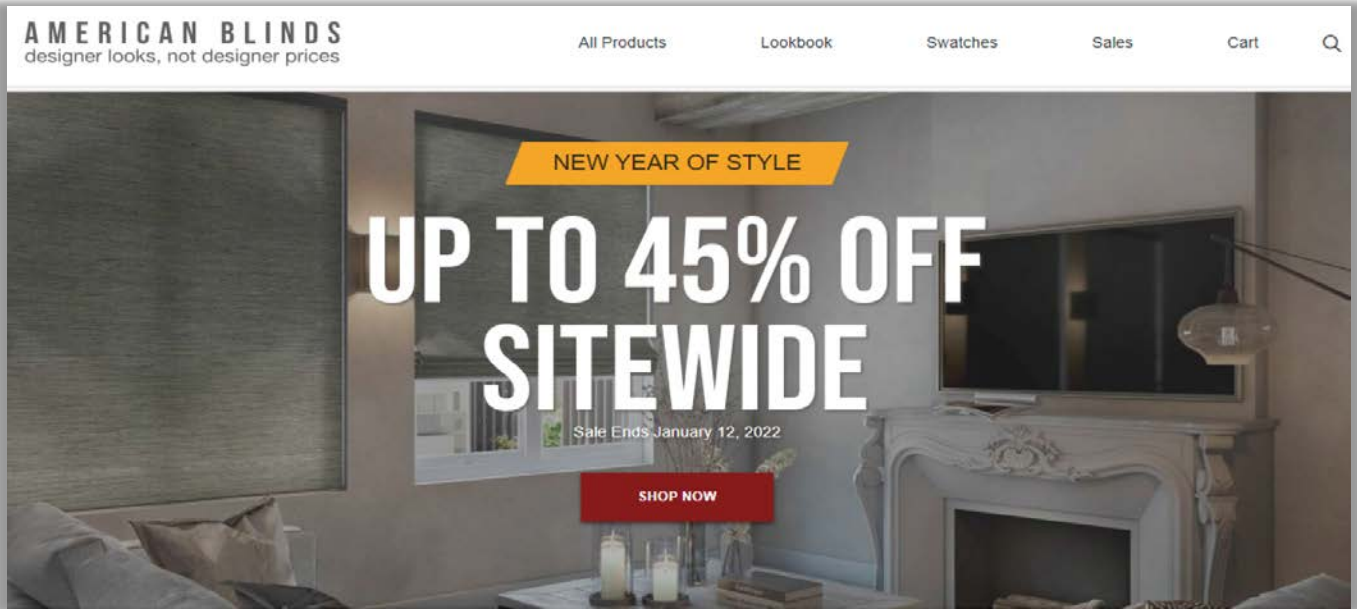 AMERICAN BLINDS
designer looks, not designer prices
All Products Lookbook Swatches Sales Cart
NEW YEAR OF STYLE
UP TO 45% OFF
SITEWIDE
Sale Ends January 12, 2022
SHOP NOW